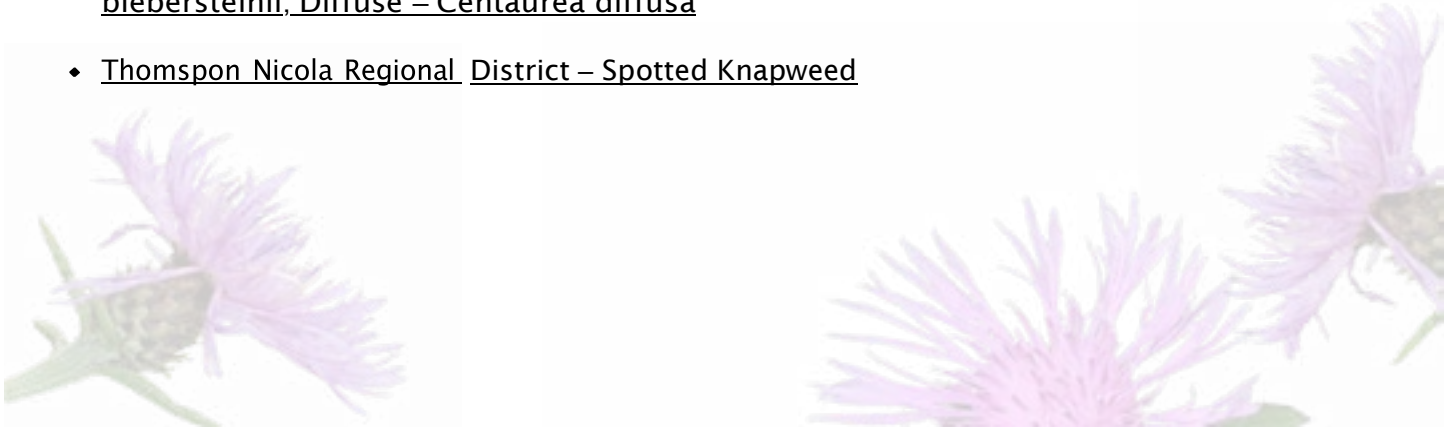 biebersteinii, Diffuse – Centaurea diffusa
Thomspon Nicola Regional District – Spotted Knapweed